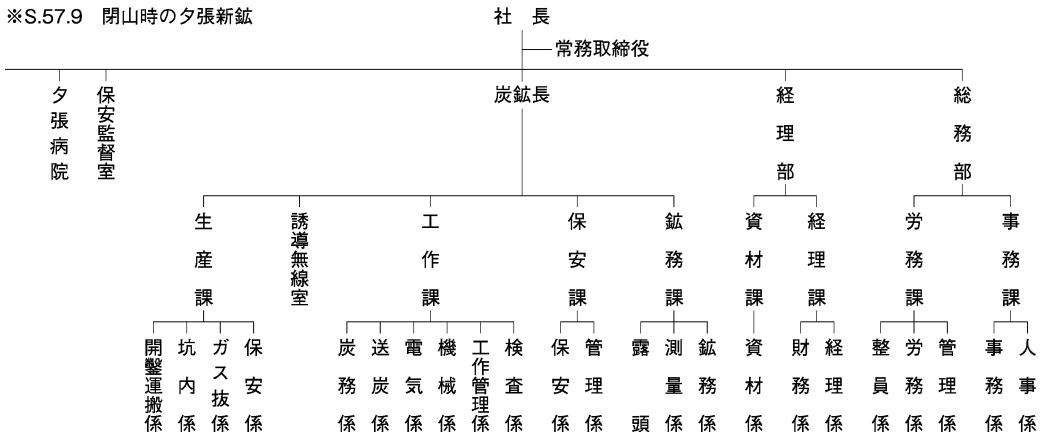 ※S.57.9 閉山時の夕張新鉱
社長
常務取締役
夕張病院
保安監督室
炭鉱長
経理部
総務部
生産課
誘導無線室
工作課
保安課
鉱務課
資材課
経理課
労務課
事務課
開鑿運搬係
坑内係
ガス抜係
保安係
炭務係
送炭係
電気係
機械係
工作管理係
検査係
保安係
管理係
露頭
測量係
鉱務係
資材係
財務係
経理係
整員係
労務係
管理係
事務係
人事係